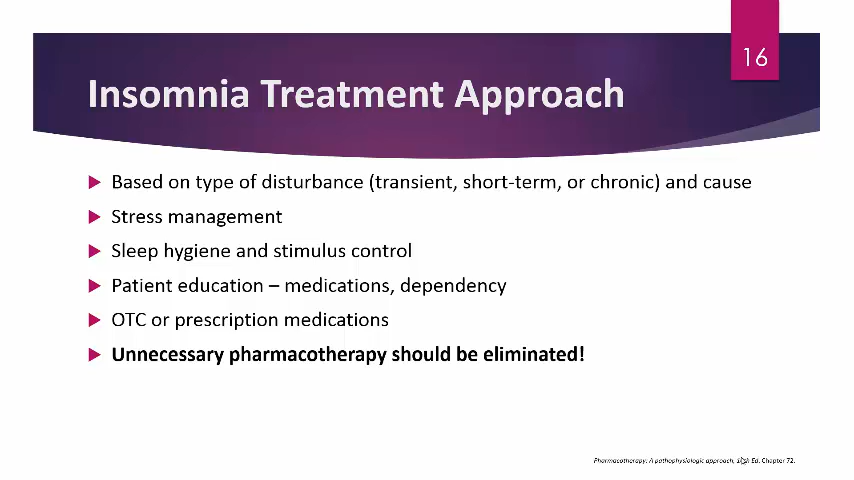 16
Insomnia Treatment Approach
Based on type of disturbance (transient, short-term, or chronic) and cause
Stress management
Sleep hygiene and stimulus control
Patient education – medications, dependency
OTC or prescription medications
Unnecessary pharmacotherapy should be eliminated!
Pharmacotherapy: A pathophysiologic approach, Ed. Chapter 72.